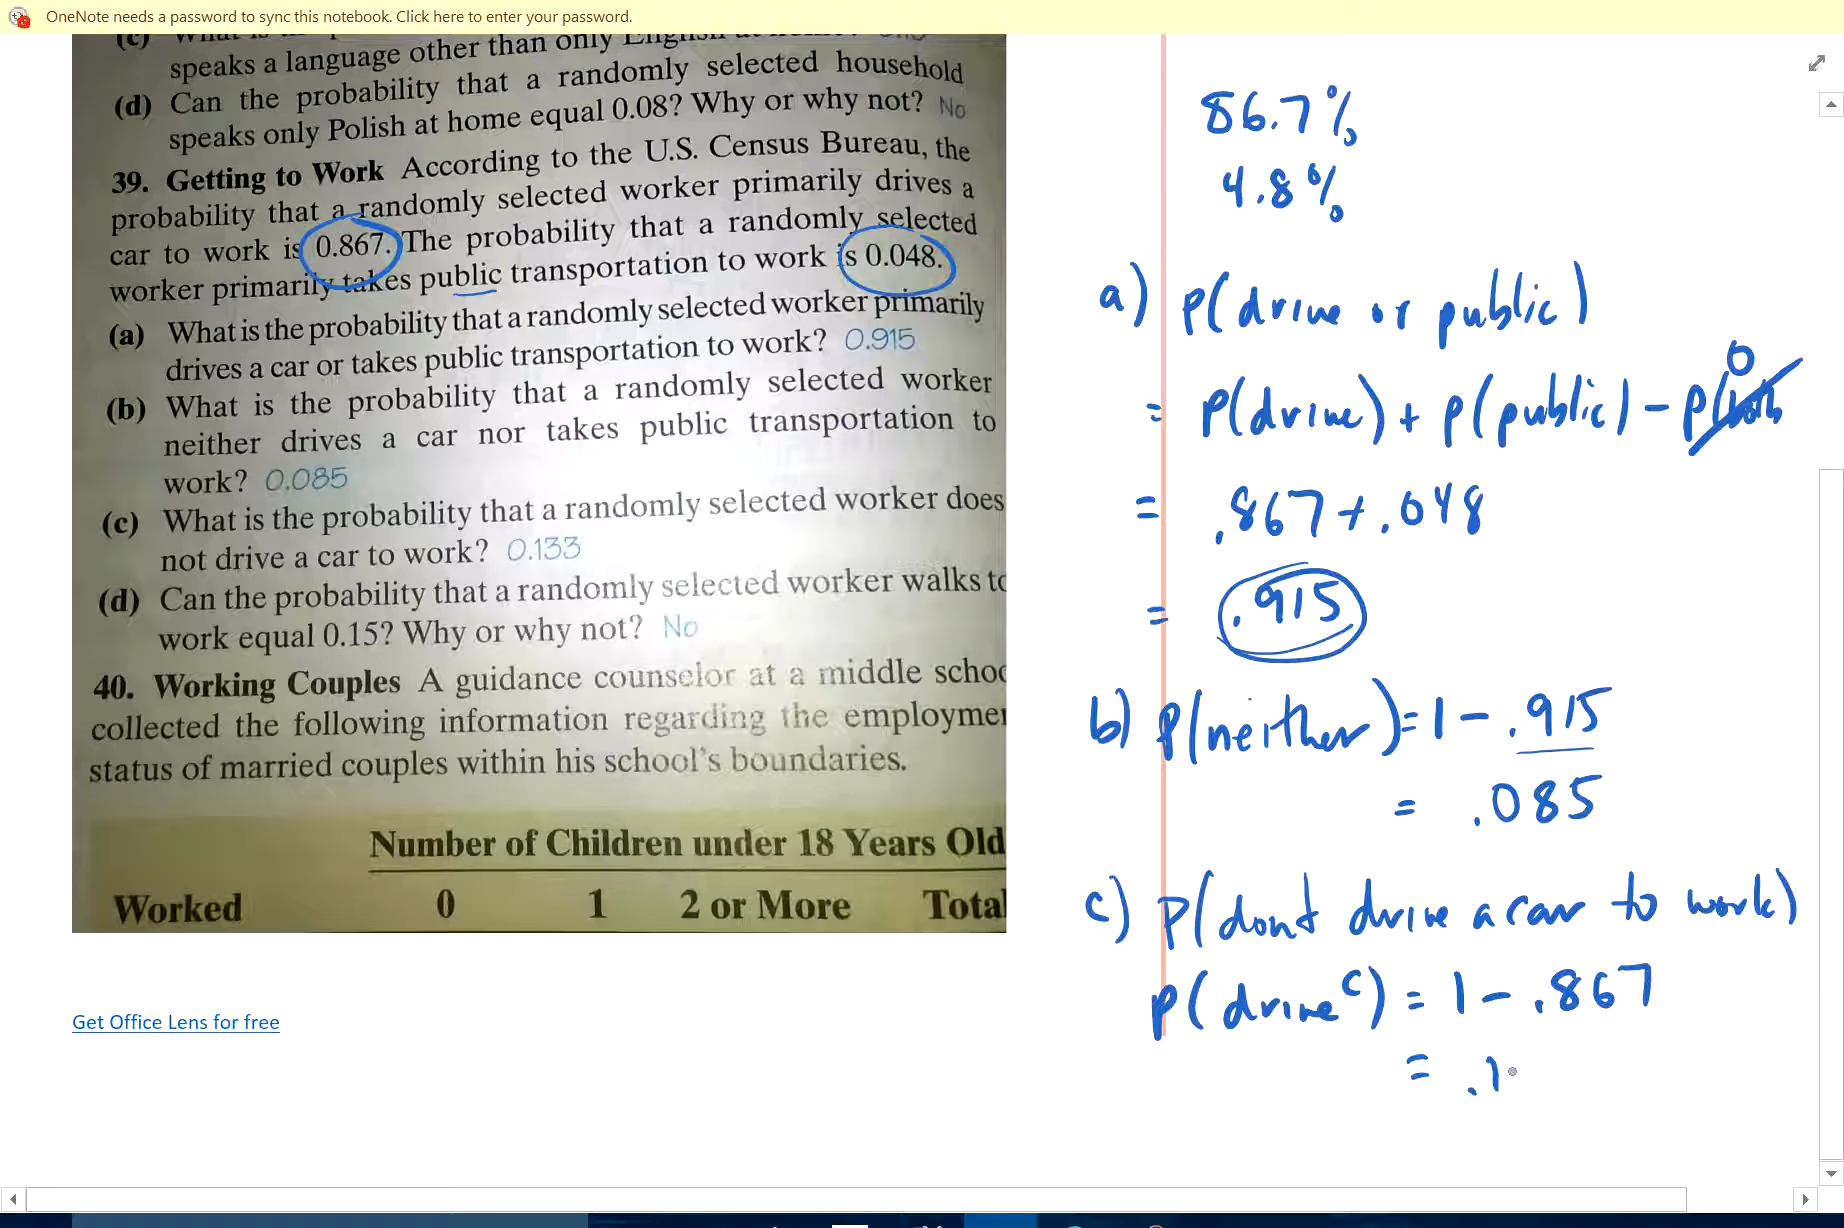 OneNote needs a password to sync this notebook. Click here to enter your password.
speaks a language other than only English at home?
(d) Can the probability that a randomly selected household
speaks only Polish at home equal 0.08? Why or why not? No
39. Getting to Work According to the U.S. Census Bureau, the
probability that a randomly selected worker primarily drives a
car to work is 0.867. The probability that a randomly selected
worker primarily takes public transportation to work is 0.048.
(a) What is the probability that a randomly selected worker primarily
drives a car or takes public transportation to work? 0.915
(b) What is the probability that a randomly selected worker
neither drives a car nor takes public transportation to
work? 0.085
(c) What is the probability that a randomly selected worker does
not drive a car to work? 0.133
(d) Can the probability that a randomly selected worker walks to
work equal 0.15? Why or why not? No
40. Working Couples A guidance counselor at a middle schoo
collected the following information regarding the employme
status of married couples within his school's boundaries.
Number of Children under 18 Years Old
Worked 0 1 2 or More Total
Get Office Lens for free
86.7%
4.8%
a) P(drive or public)
= P(drive) + P(public) - P(both) 0
= .867 + .048
= .915
b) P(neither) = 1 - .915
= .085
c) P(dont drive a car to work)
P(drive^c) = 1 - .867
= .1